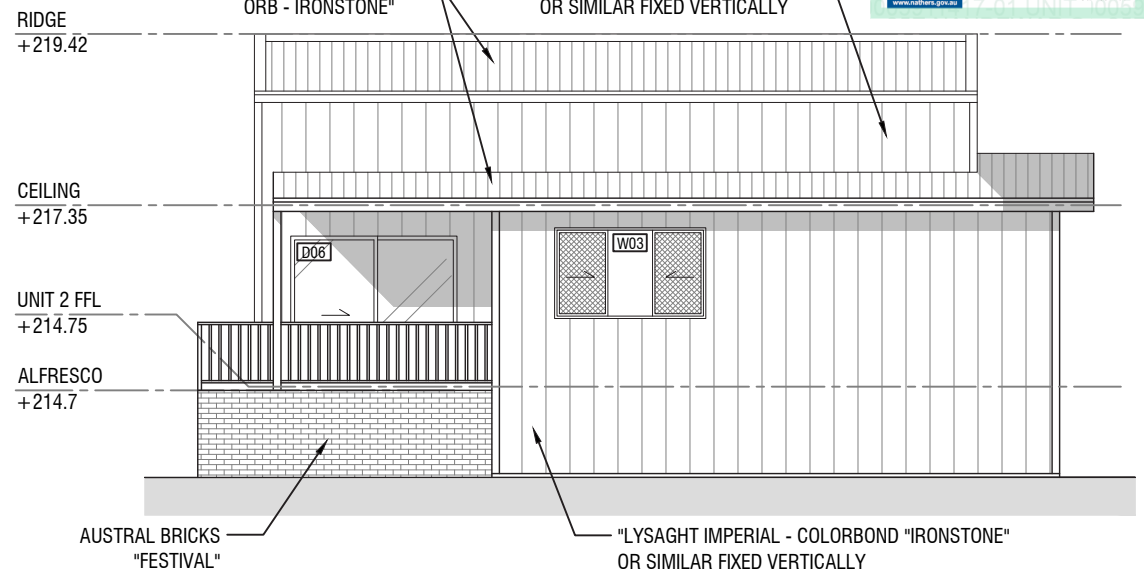 ORB - IRONSTONE"
OR SIMILAR FIXED VERTICALLY
www.nathers.gov.au
RIDGE
+219.42
CEILING
+217.35
D06
W03
UNIT 2 FFL
+214.75
ALFRESCO
+214.7
AUSTRAL BRICKS
"FESTIVAL"
"LYSAGHT IMPERIAL - COLORBOND "IRONSTONE"
OR SIMILAR FIXED VERTICALLY